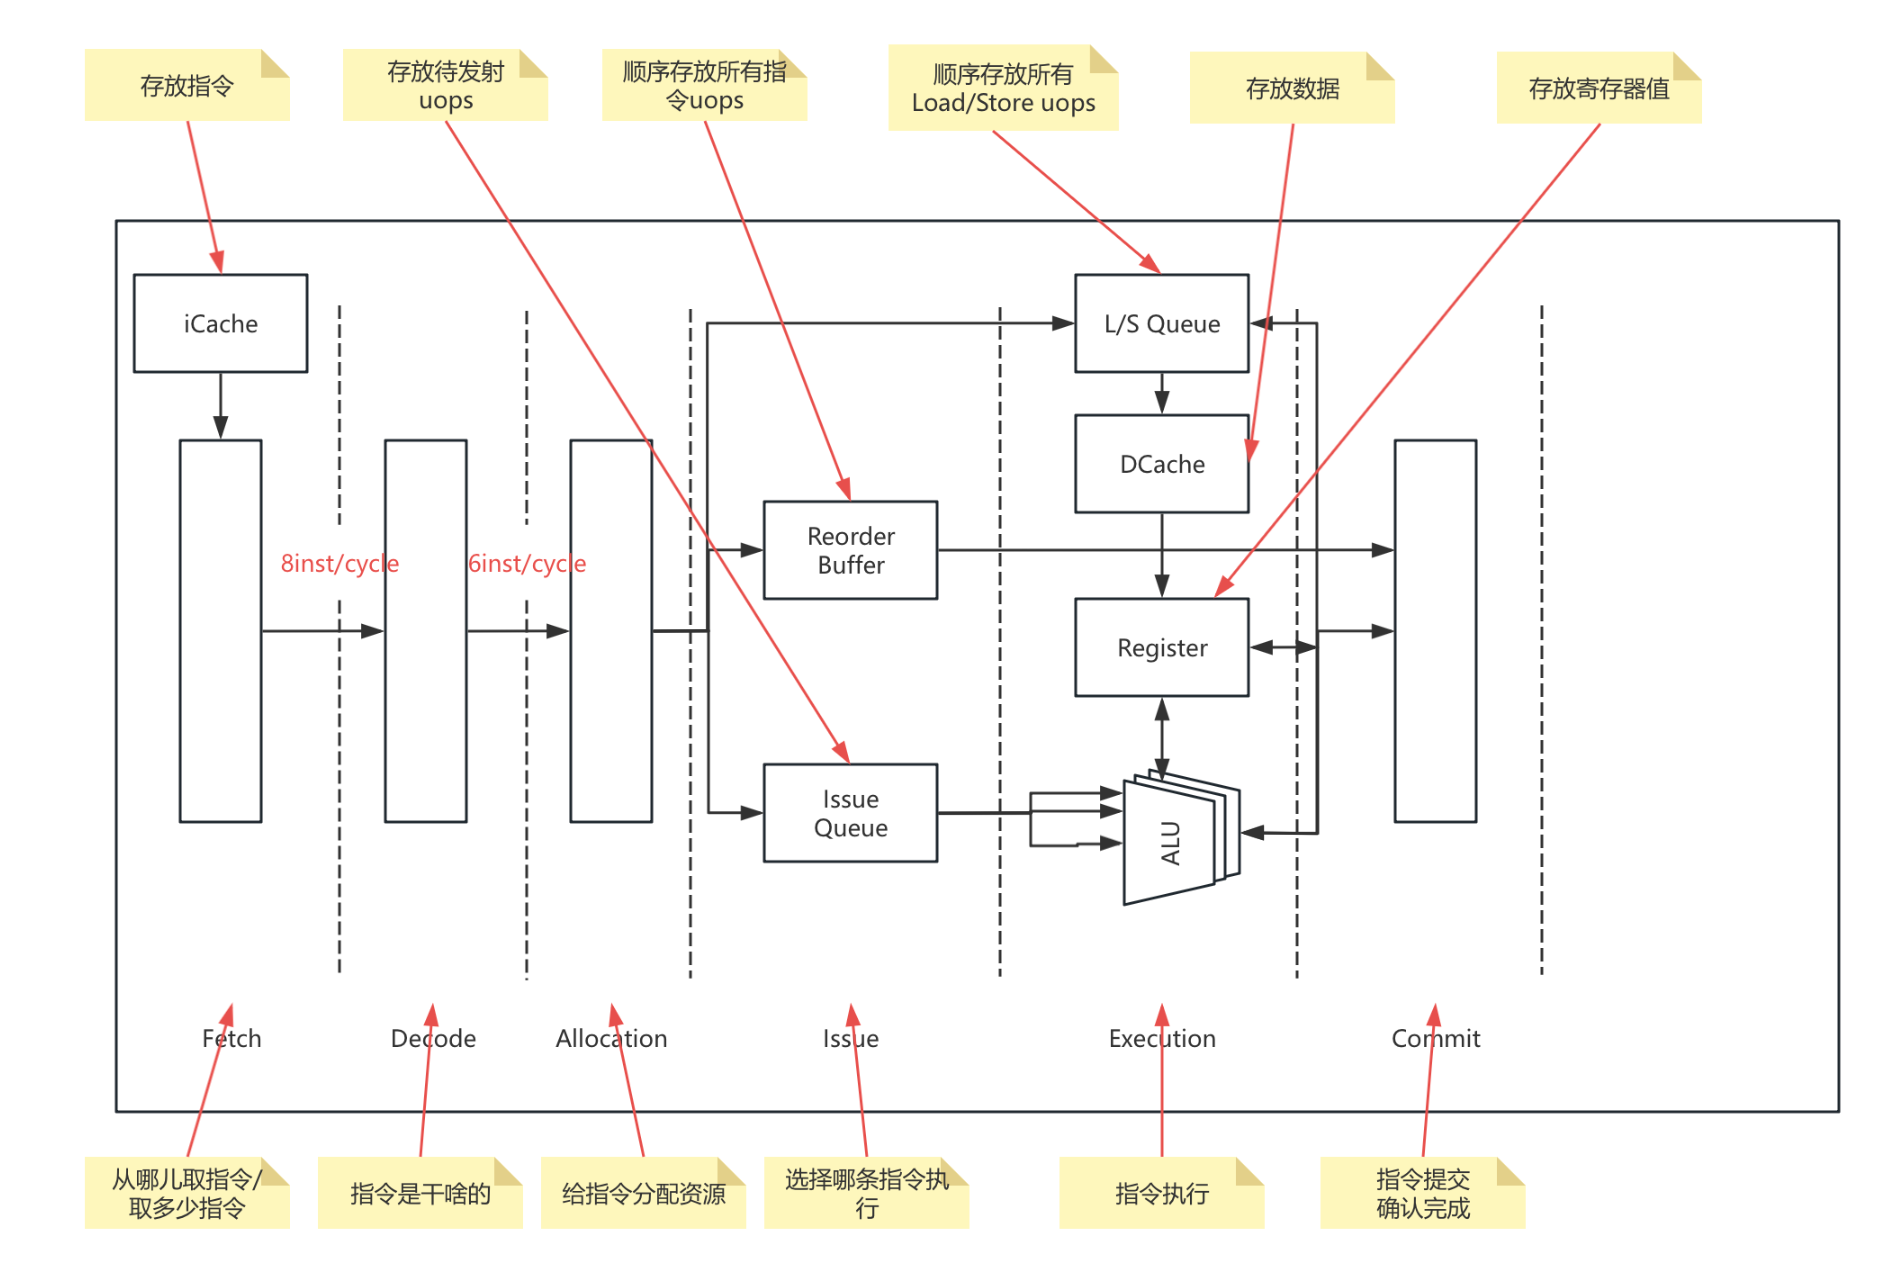 存放指令
存放待发射
uops
顺序存放所有指
令uops
顺序存放所有
Load/Store uops
存放数据
存放寄存器值
iCache
L/S Queue
DCache
Reorder
Buffer
8inst/cycle
6inst/cycle
Register
Issue
Queue
ALU
Fetch
Decode
Allocation
Issue
Execution
Commit
从哪儿取指令/
取多少指令
指令是干啥的
给指令分配资源
选择哪条指令执
行
指令执行
指令提交
确认完成